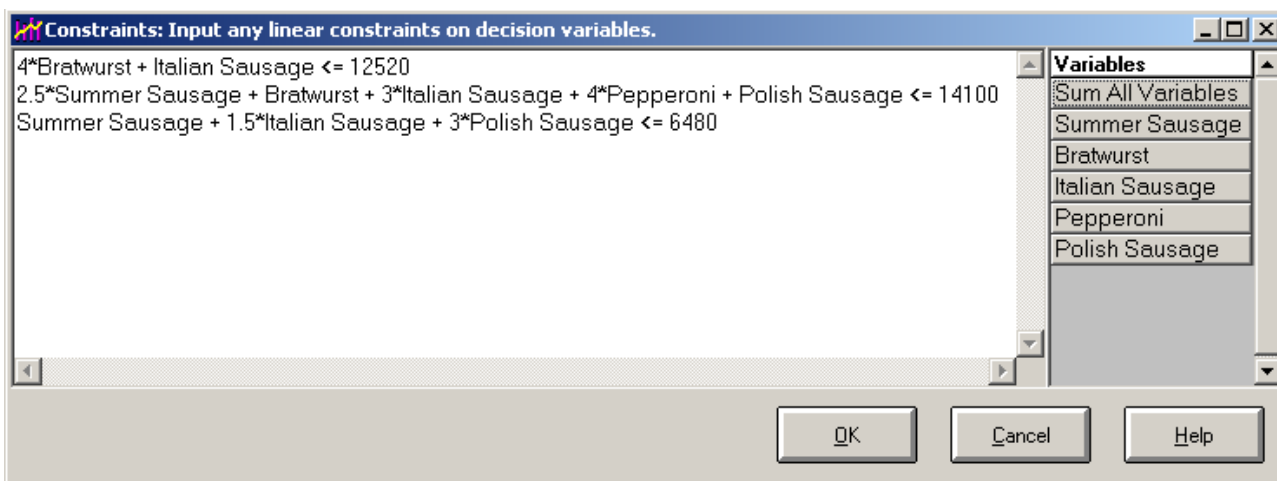 Constraints: Input any linear constraints on decision variables.
4*Bratwurst + Italian Sausage <= 12520
2.5*Summer Sausage + Bratwurst + 3*Italian Sausage + 4*Pepperoni + Polish Sausage <= 14100
Summer Sausage + 1.5*Italian Sausage + 3*Polish Sausage <= 6480
Variables
Sum All Variables
Summer Sausage
Bratwurst
Italian Sausage
Pepperoni
Polish Sausage
OK
Cancel
Help